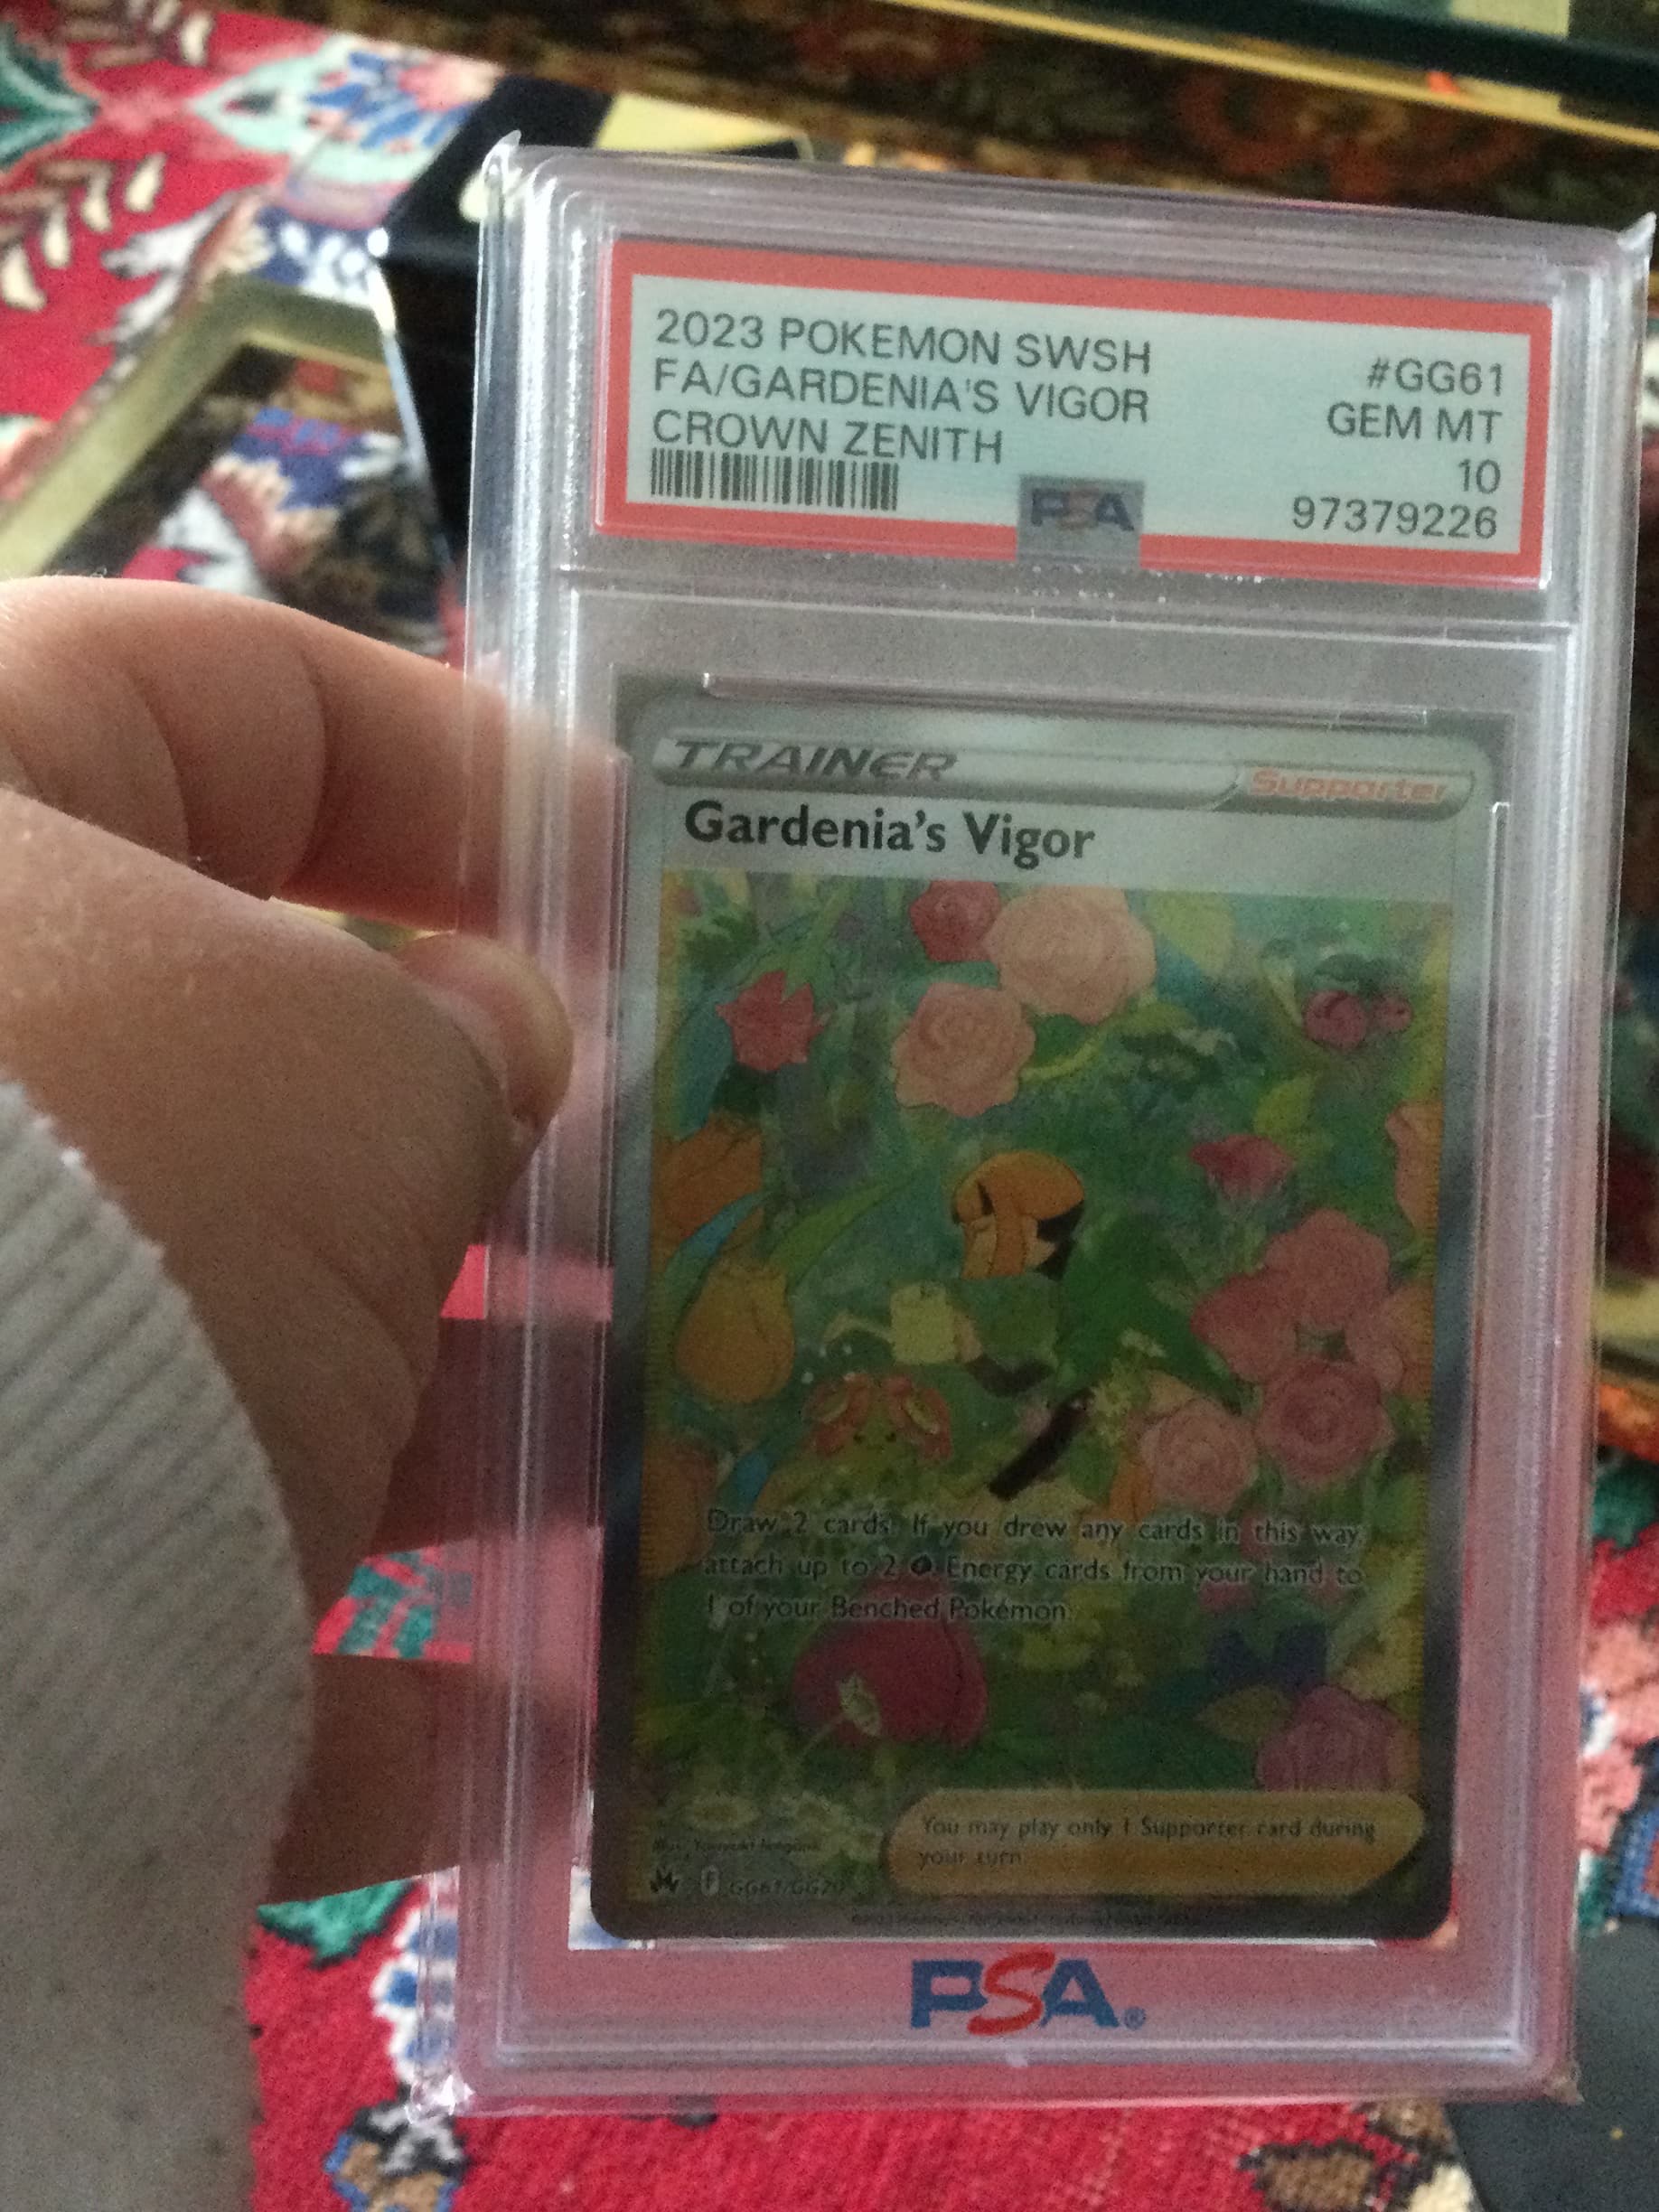 2023 POKEMON SWSH #GG61
FA/GARDENIA'S VIGOR GEM MT
CROWN ZENITH 10
PSA 97379226
TRAINER Supporter
Gardenia's Vigor
Draw 2 cards. If you drew any cards in this way,
attach up to 2 Energy cards from your hand to
1 of your Benched Pokémon.
You may play only 1 Supporter card during
your turn.
F GG61/GG70
PSA®